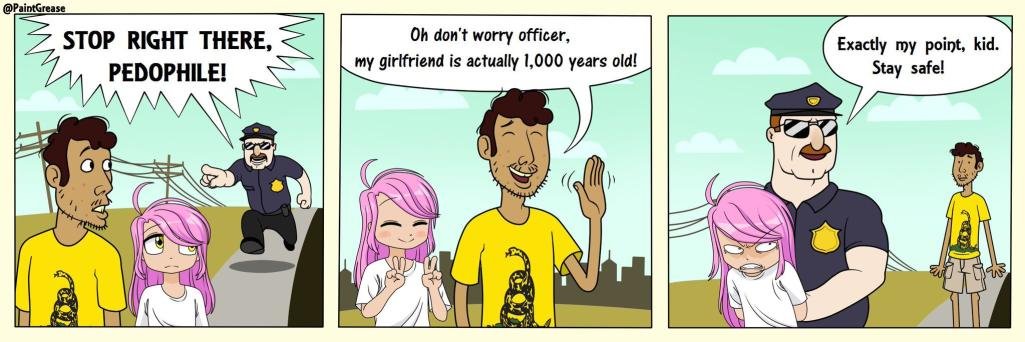 @PaintGrease
STOP RIGHT THERE,
PEDOPHILE!
Oh don't worry officer,
my girlfriend is actually 1,000 years old!
Exactly my point, kid.
Stay safe!